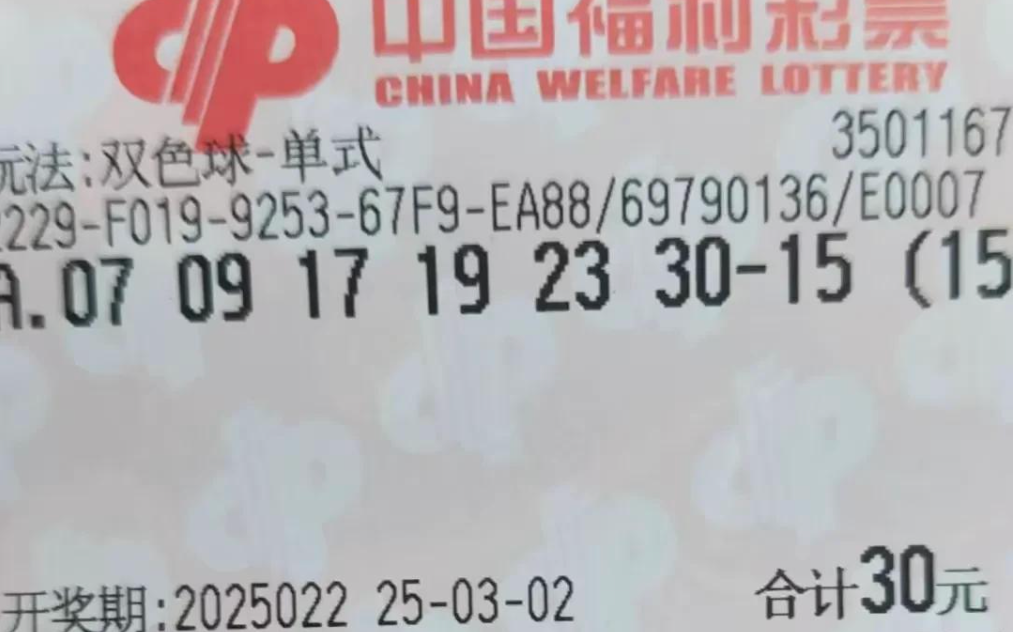 中国福利彩票
CHINA WELFARE LOTTERY
玩法:双色球-单式 3501167
229-F019-9253-67F9-EA88/69790136/E0007
A.07 09 17 19 23 30-15 (15
开奖期:2025022 25-03-02 合计30元